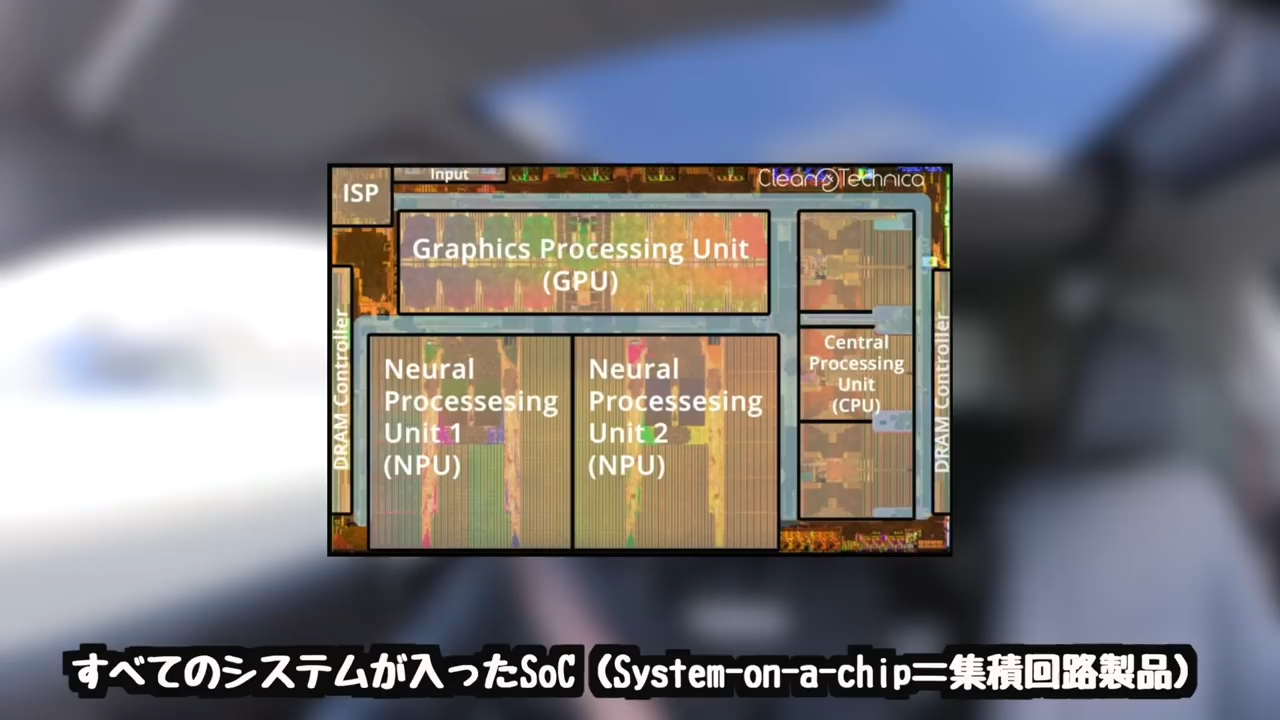 ISP
Input
CleanTechnica
Graphics Processing Unit
(GPU)
DRAM Controller
Neural
Processesing
Unit 1
(NPU)
Neural
Processesing
Unit 2
(NPU)
Central
Processing
Unit
(CPU)
DRAM Controller
すべてのシステムが入ったSoC（System-on-a-chip＝集積回路製品）